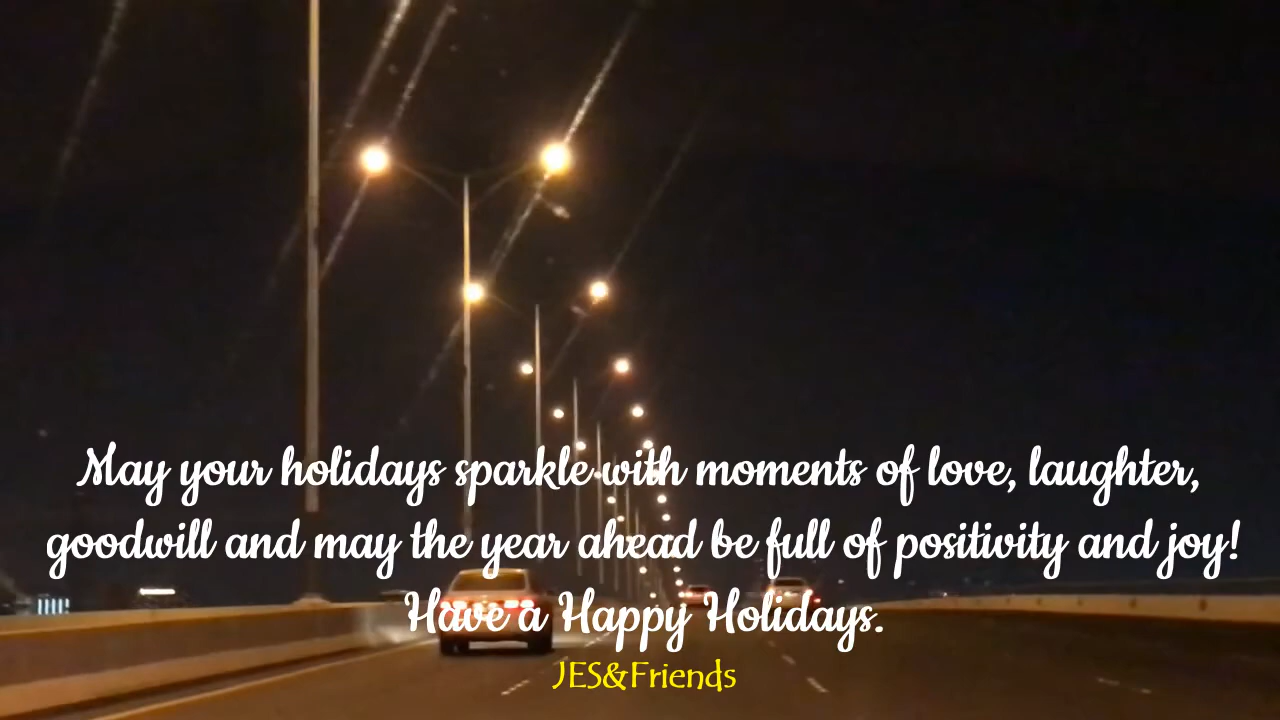 May your holidays sparkle with moments of love, laughter,
goodwill and may the year ahead be full of positivity and joy!
Have a Happy Holidays.
JES&Friends